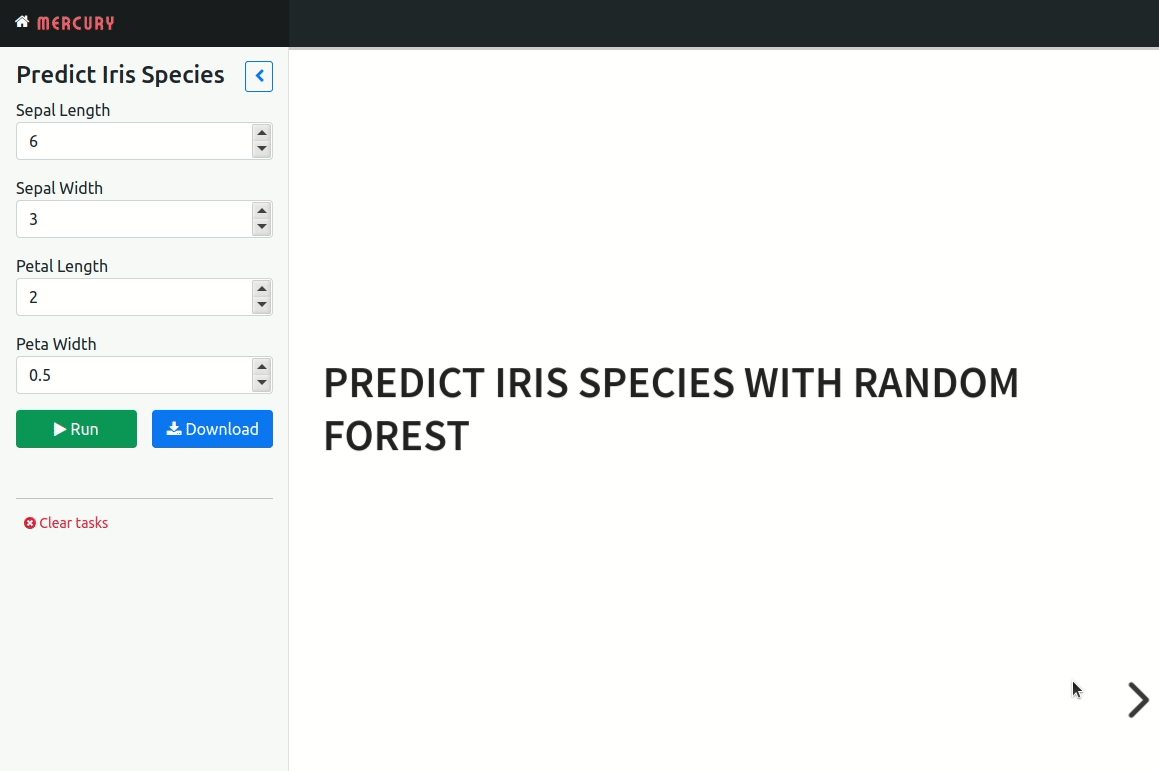 MERCURY
Predict Iris Species
Sepal Length
6
Sepal Width
3
Petal Length
2
Peta Width
0.5
Run
Download
Clear tasks
PREDICT IRIS SPECIES WITH RANDOM
FOREST